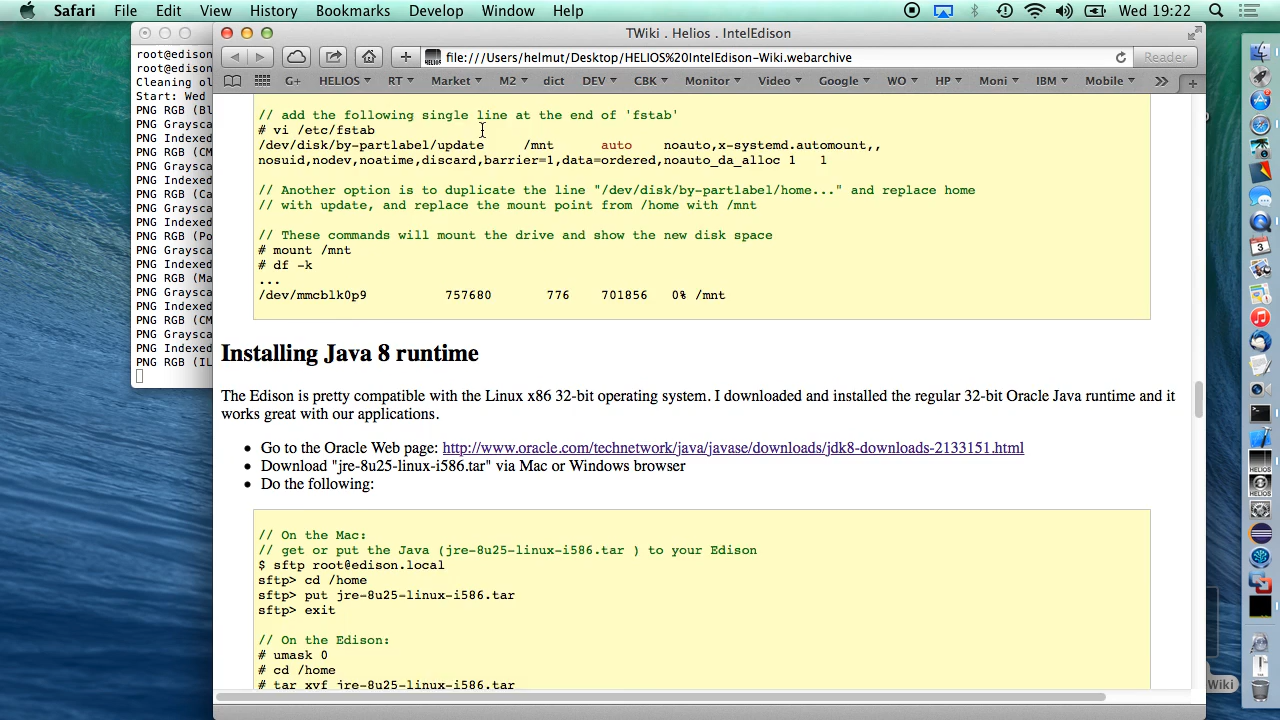 Safari File Edit View History Bookmarks Develop Window Help Wed 19:22
TWiki . Helios . IntelEdison
file:///Users/helmut/Desktop/HELIOS%20IntelEdison-Wiki.webarchive
Reader
G+ HELIOS RT Market M2 dict DEV CBK Monitor Video Google WO HP Moni IBM Mobile
root@edison
root@edison
Cleaning ol
Start: Wed
PNG RGB (Bl
PNG Graysca
PNG Indexed
PNG RGB (CM
PNG Graysca
PNG Indexed
PNG RGB (Ca
PNG Graysca
PNG Indexed
PNG RGB (Po
PNG Graysca
PNG Indexed
PNG RGB (Ma
PNG Graysca
PNG Indexed
PNG RGB (CM
PNG Graysca
PNG Indexed
PNG RGB (IL
// add the following single line at the end of 'fstab'
# vi /etc/fstab
/dev/disk/by-partlabel/update /mnt auto noauto,x-systemd.automount,,
nosuid,nodev,noatime,discard,barrier=1,data=ordered,noauto_da_alloc 1 1
// Another option is to duplicate the line "/dev/disk/by-partlabel/home..." and replace home
// with update, and replace the mount point from /home with /mnt
// These commands will mount the drive and show the new disk space
# mount /mnt
# df -k
...
/dev/mmcblk0p9 757680 776 701856 0% /mnt
Installing Java 8 runtime
The Edison is pretty compatible with the Linux x86 32-bit operating system. I downloaded and installed the regular 32-bit Oracle Java runtime and it
works great with our applications.
• Go to the Oracle Web page: http://www.oracle.com/technetwork/java/javase/downloads/jdk8-downloads-2133151.html
• Download "jre-8u25-linux-i586.tar" via Mac or Windows browser
• Do the following:
// On the Mac:
// get or put the Java (jre-8u25-linux-i586.tar ) to your Edison
$ sftp root@edison.local
sftp> cd /home
sftp> put jre-8u25-linux-i586.tar
sftp> exit
// On the Edison:
# umask 0
# cd /home
# tar xvf jre-8u25-linux-i586.tar
3
HELIOS
HELIOS
Wiki